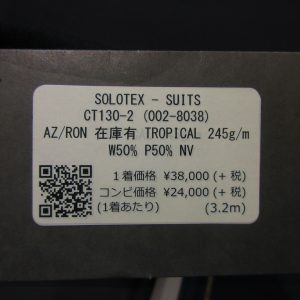 SOLOTEX - SUITS
CT130-2 (002-8038)
AZ/RON 在庫有 TROPICAL 245g/m
W50% P50% NV
1着価格 ¥38,000 (+ 税)
コンビ価格 ¥24,000 (+ 税)
(1着あたり) (3.2m)